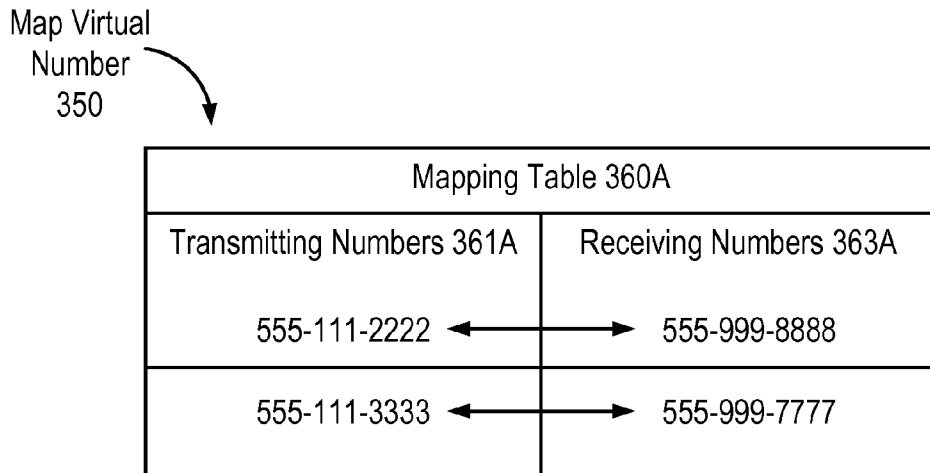 Map Virtual
Number
350
Mapping Table 360A
Transmitting Numbers 361A
Receiving Numbers 363A
555-111-2222
555-999-8888
555-111-3333
555-999-7777